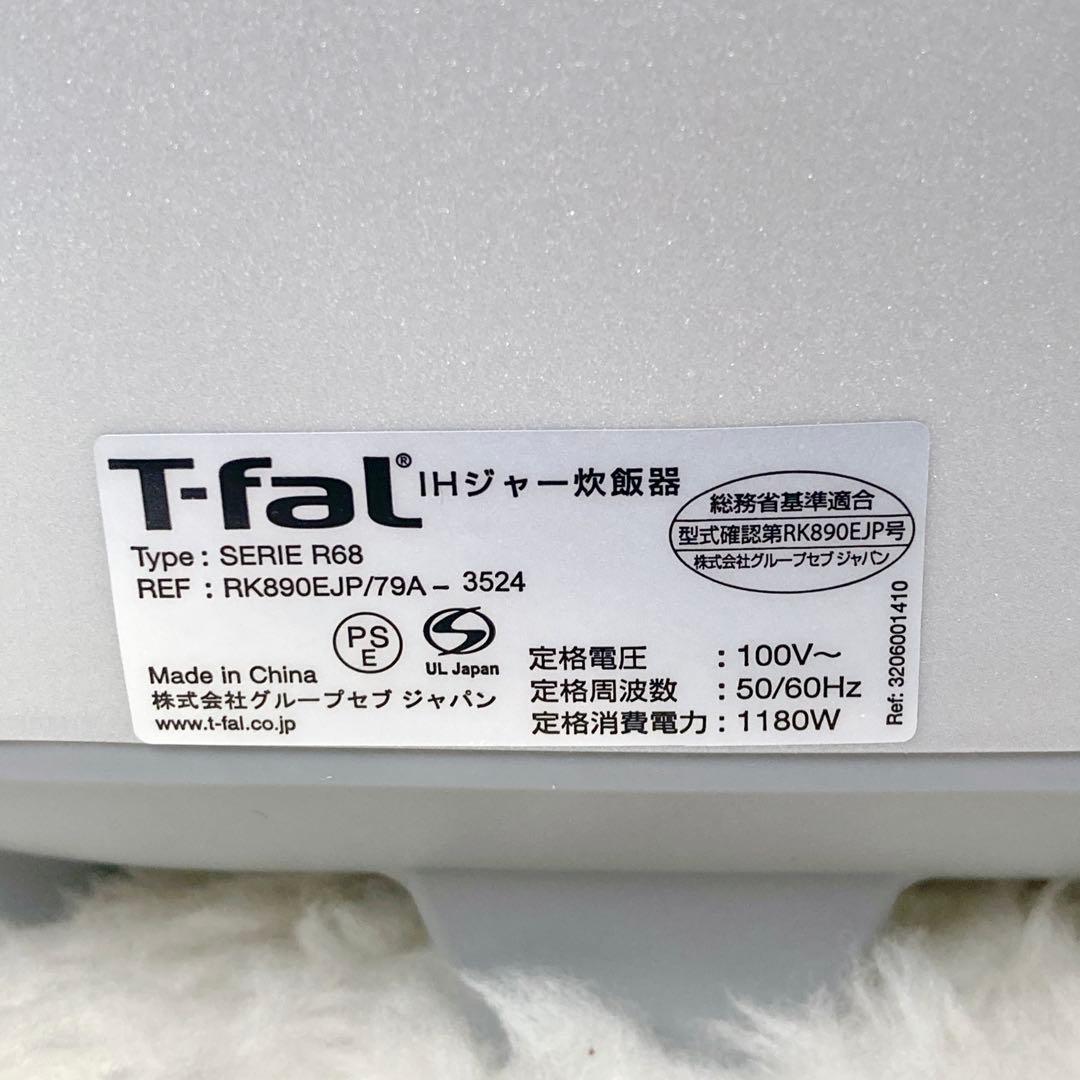 T-fal® IHジャー炊飯器
Type : SERIE R68
REF : RK890EJP/79A - 3524
総務省基準適合
型式確認第RK890EJP号
株式会社グループセブ ジャパン
PS
E
UL Japan
Made in China
株式会社グループセブ ジャパン
www.t-fal.co.jp
定格電圧 : 100V～
定格周波数 : 50/60Hz
定格消費電力 : 1180W
Ref: 3206001410